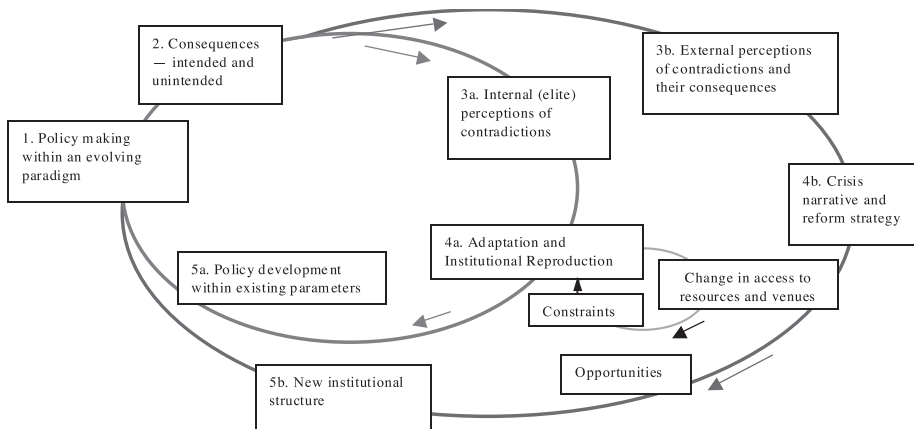 2. Consequences
— intended and
unintended
3b. External perceptions
of contradictions and
their consequences
3a. Internal (elite)
perceptions of
contradictions
1. Policy making
within an evolving
paradigm
4b. Crisis
narrative and
reform strategy
4a. Adaptation and
Institutional Reproduction
5a. Policy development
within existing parameters
Change in access to
resources and venues
Constraints
Opportunities
5b. New institutional
structure